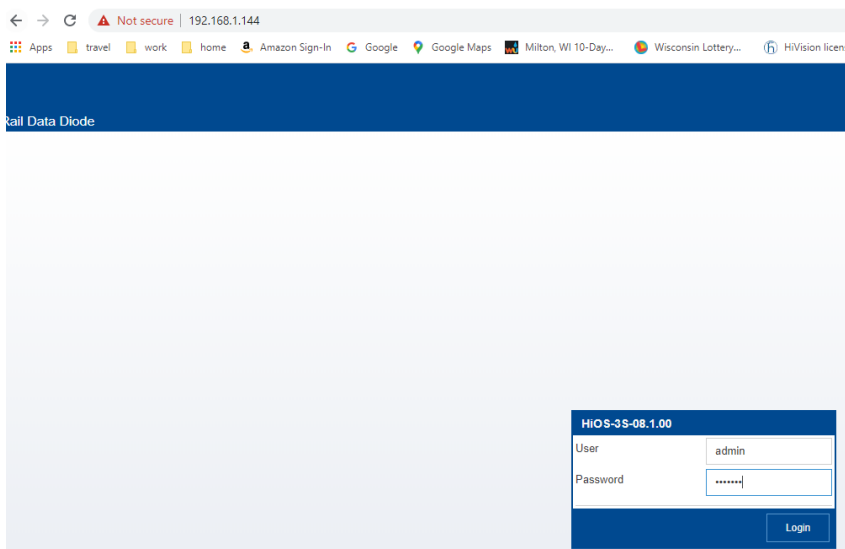 Not secure | 192.168.1.144
Apps travel work home Amazon Sign-In Google Google Maps Milton, WI 10-Day... Wisconsin Lottery... HiVision licen
Rail Data Diode
HiOS-3S-08.1.00
User admin
Password •••••••
Login